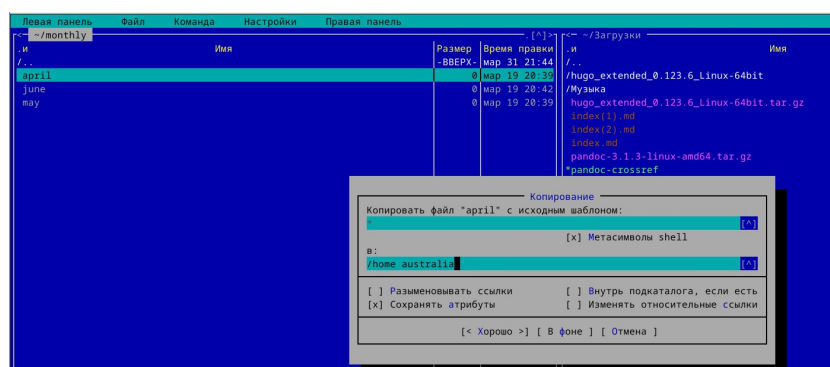 Левая панель Файл Команда Настройки Правая панель
<— ~/monthly .[^]>
.и Имя Размер Время правки
/.. -ВВЕРХ- мар 31 21:44
april 0 мар 19 20:39
june 0 мар 19 20:42
may 0 мар 19 20:39
<— ~/Загрузки
.и Имя
/..
/hugo_extended_0.123.6_Linux-64bit
/Музыка
hugo_extended_0.123.6_Linux-64bit.tar.gz
index(1).md
index(2).md
index.md
pandoc-3.1.3-linux-amd64.tar.gz
*pandoc-crossref
Копирование
Копировать файл "april" с исходным шаблоном:
* [^]
[x] Метасимволы shell
в:
/home australia [^]
[ ] Разыменовывать ссылки [ ] Внутрь подкаталога, если есть
[x] Сохранять атрибуты [ ] Изменять относительные ссылки
[< Хорошо >] [ В фоне ] [ Отмена ]